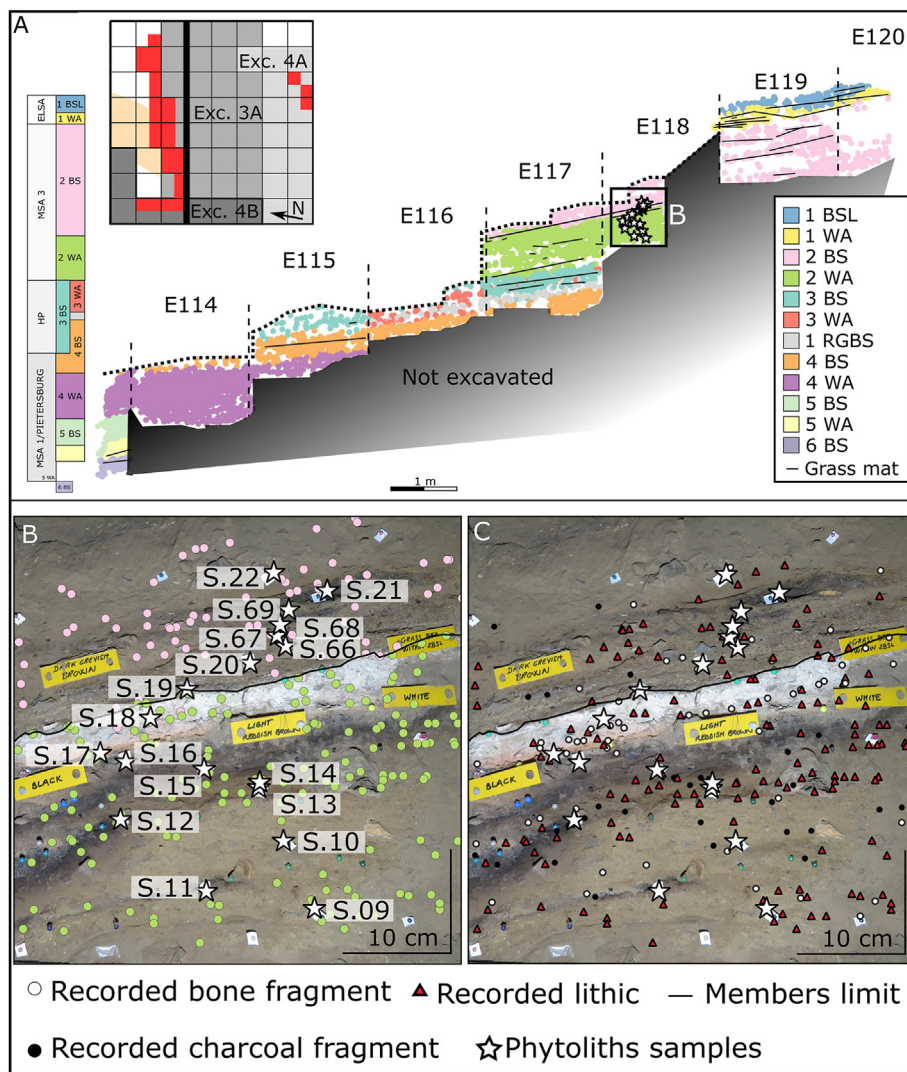 A
Exc. 4A
Exc. 3A
Exc. 4B
N
E114
E115
E116
E117
E118
E119
E120
B
Not excavated
1 m
ELSA
MSA 3
HP
MSA 1/PIETERSBURG
1 BSL
1 WA
2 BS
2 WA
3 BS
3 WA
4 BS
4 WA
5 BS
5 WA
6 BS
1 BSL
1 WA
2 BS
2 WA
3 BS
3 WA
1 RGBS
4 BS
4 WA
5 BS
5 WA
6 BS
Grass mat
B
S.22
S.21
S.69
S.68
S.67
S.66
S.20
S.19
S.18
S.17
S.16
S.15
S.14
S.13
S.12
S.10
S.11
S.09
DARK GREYISH
BROWN
GRASS BED
WITHIN 2BSL
WHITE
LIGHT
REDDISH BROWN
BLACK
10 cm
C
DARK GREYISH
BROWN
WHITE
LIGHT
REDDISH BROWN
BLACK
10 cm
Recorded bone fragment
Recorded lithic
Members limit
Recorded charcoal fragment
Phytoliths samples